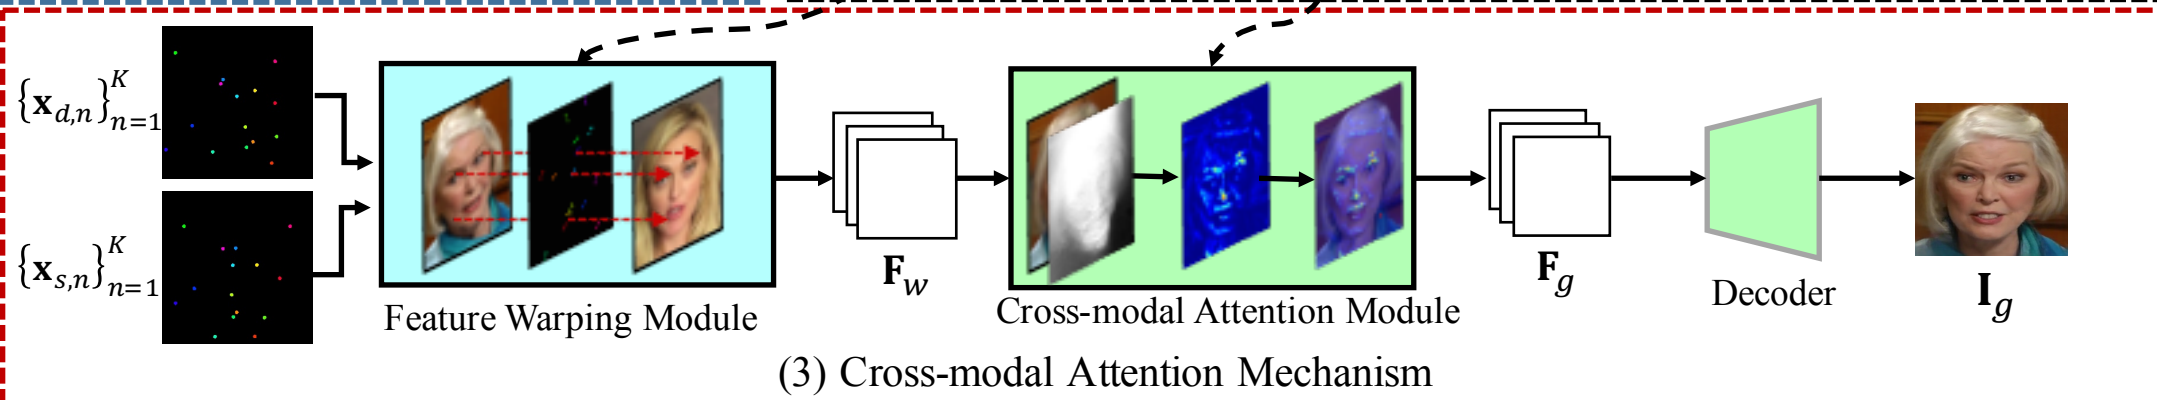 {x_{d,n}}_{n=1}^{K}
{x_{s,n}}_{n=1}^{K}
Feature Warping Module
F_w
Cross-modal Attention Module
F_g
Decoder
I_g
(3) Cross-modal Attention Mechanism